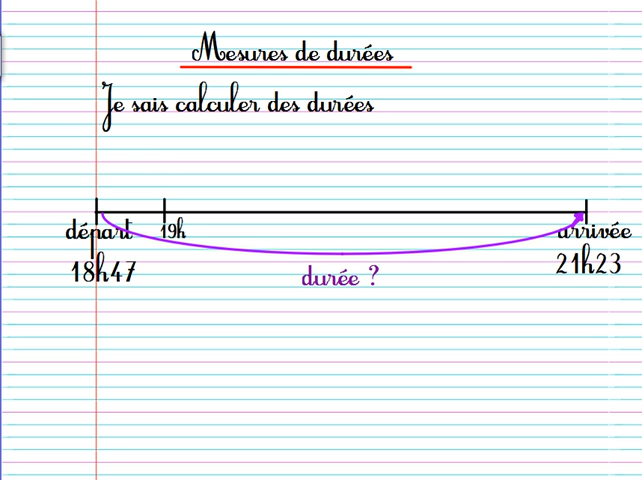 Mesures de durées
Je sais calculer des durées
départ 19h arrivée
18h47 21h23
durée ?